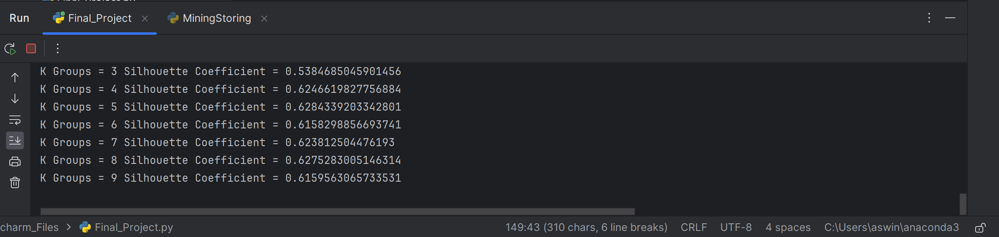 Run Final_Project MiningStoring
K Groups = 3 Silhouette Coefficient = 0.5384685045901456
K Groups = 4 Silhouette Coefficient = 0.6246619827756884
K Groups = 5 Silhouette Coefficient = 0.6284339203342801
K Groups = 6 Silhouette Coefficient = 0.6158298856693741
K Groups = 7 Silhouette Coefficient = 0.623812504476193
K Groups = 8 Silhouette Coefficient = 0.6275283005146314
K Groups = 9 Silhouette Coefficient = 0.6159563065733531
charm_Files > Final_Project.py 149:43 (310 chars, 6 line breaks) CRLF UTF-8 4 spaces C:\Users\aswin\anaconda3